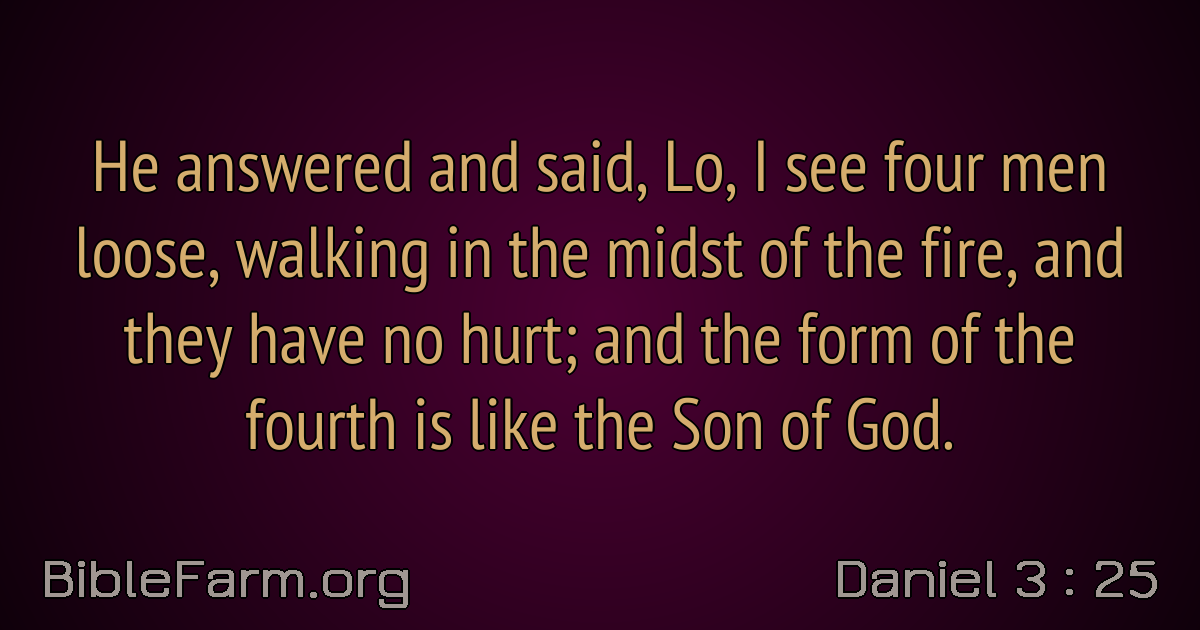 He answered and said, Lo, I see four men
loose, walking in the midst of the fire, and
they have no hurt; and the form of the
fourth is like the Son of God.
BibleFarm.org
Daniel 3 : 25